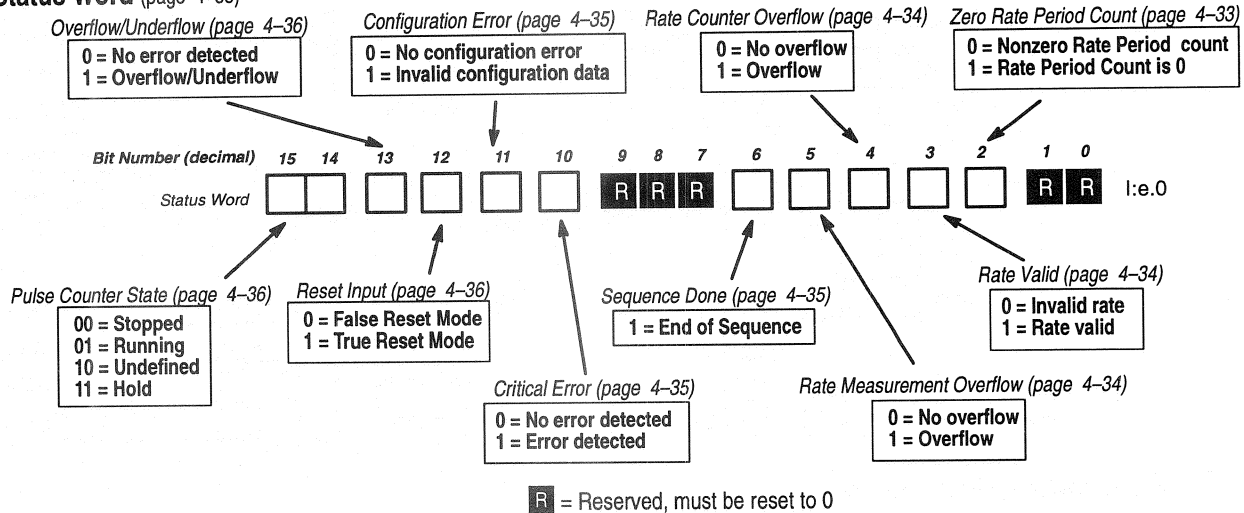 Status Word (page 4–33)
Overflow/Underflow (page 4–36)
0 = No error detected
1 = Overflow/Underflow
Configuration Error (page 4–35)
0 = No configuration error
1 = Invalid configuration data
Rate Counter Overflow (page 4–34)
0 = No overflow
1 = Overflow
Zero Rate Period Count (page 4–33)
0 = Nonzero Rate Period count
1 = Rate Period Count is 0
Bit Number (decimal) 15 14 13 12 11 10 9 8 7 6 5 4 3 2 1 0
Status Word R R R R R I:e.0
Pulse Counter State (page 4–36)
00 = Stopped
01 = Running
10 = Undefined
11 = Hold
Reset Input (page 4–36)
0 = False Reset Mode
1 = True Reset Mode
Critical Error (page 4–35)
0 = No error detected
1 = Error detected
Sequence Done (page 4–35)
1 = End of Sequence
Rate Measurement Overflow (page 4–34)
0 = No overflow
1 = Overflow
Rate Valid (page 4–34)
0 = Invalid rate
1 = Rate valid
R = Reserved, must be reset to 0